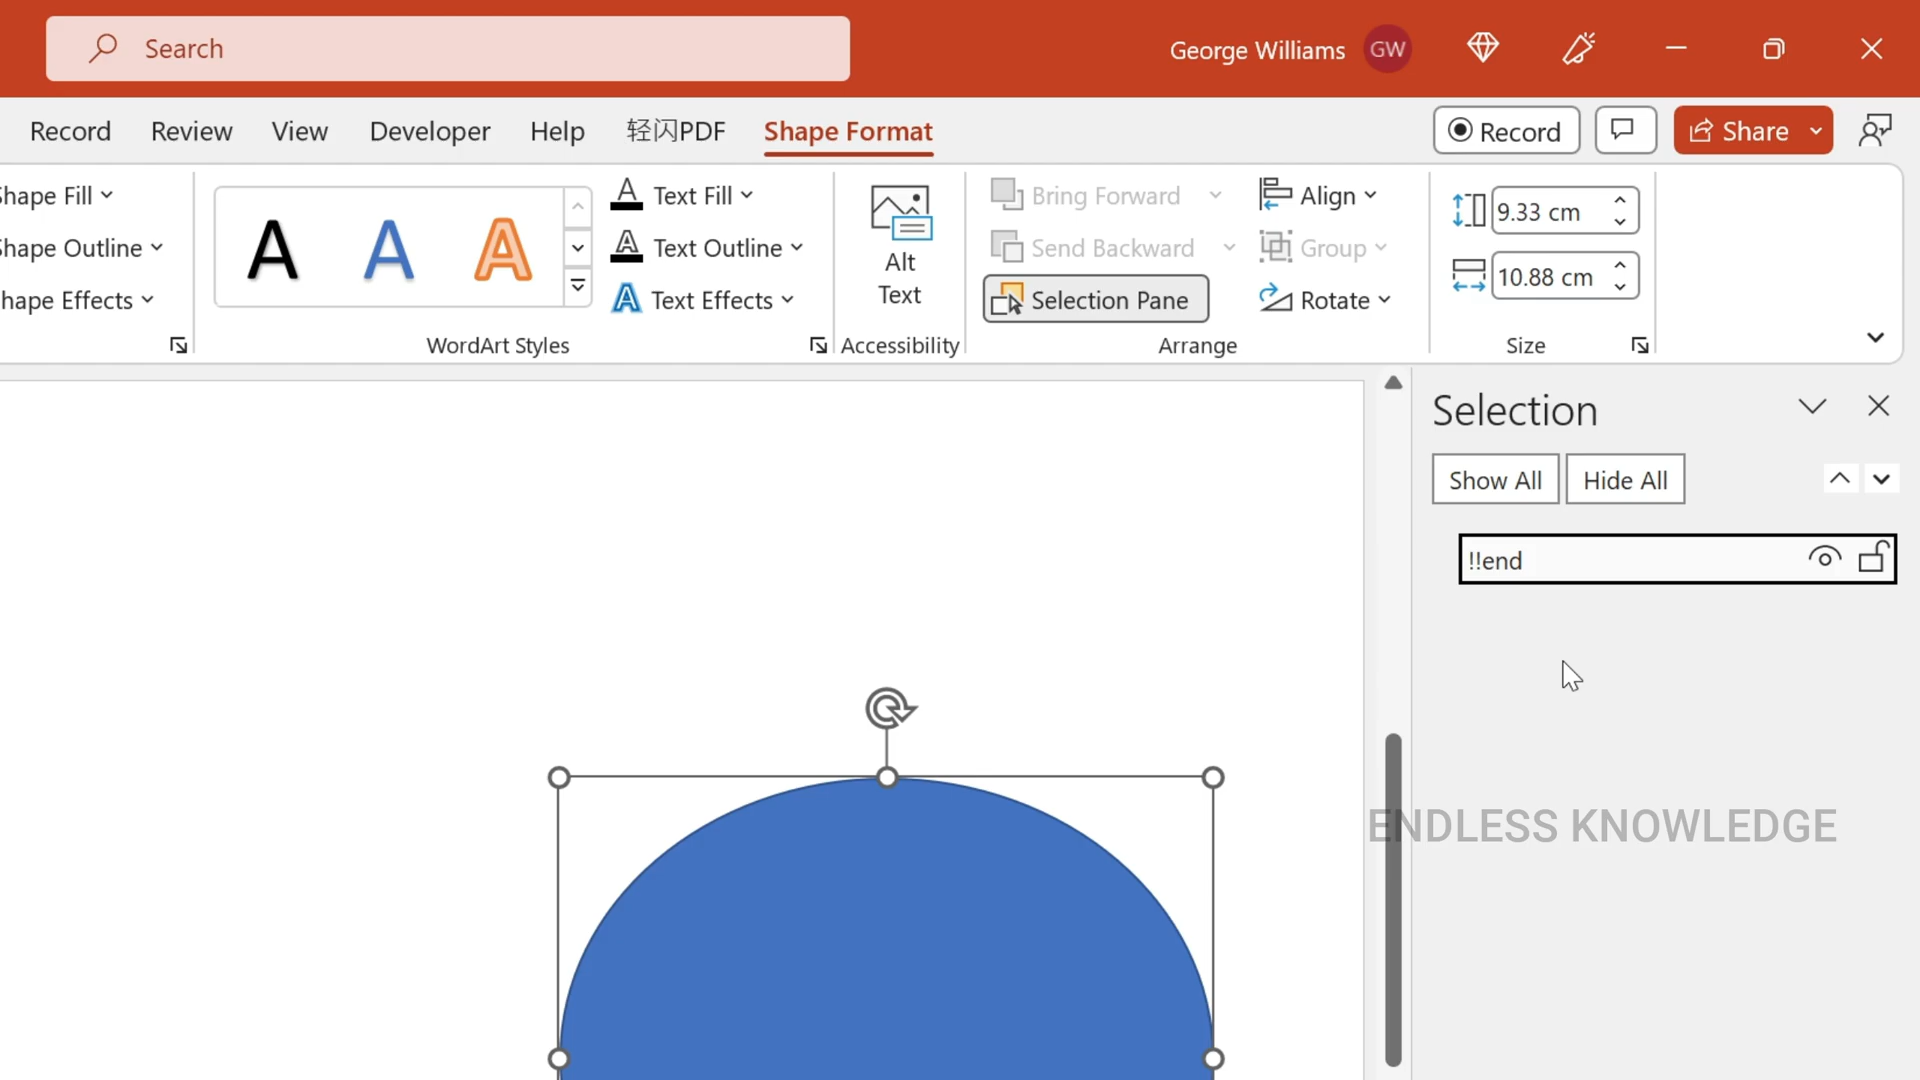 Search
George Williams GW
Record Review View Developer Help 轻闪PDF Shape Format Record Share
hape Fill Text Fill Bring Forward Align 9.33 cm
hape Outline Text Outline Send Backward Group
hape Effects Text Effects Alt Text Selection Pane Rotate 10.88 cm
WordArt Styles Accessibility Arrange Size
Selection
Show All Hide All
!!end
ENDLESS KNOWLEDGE